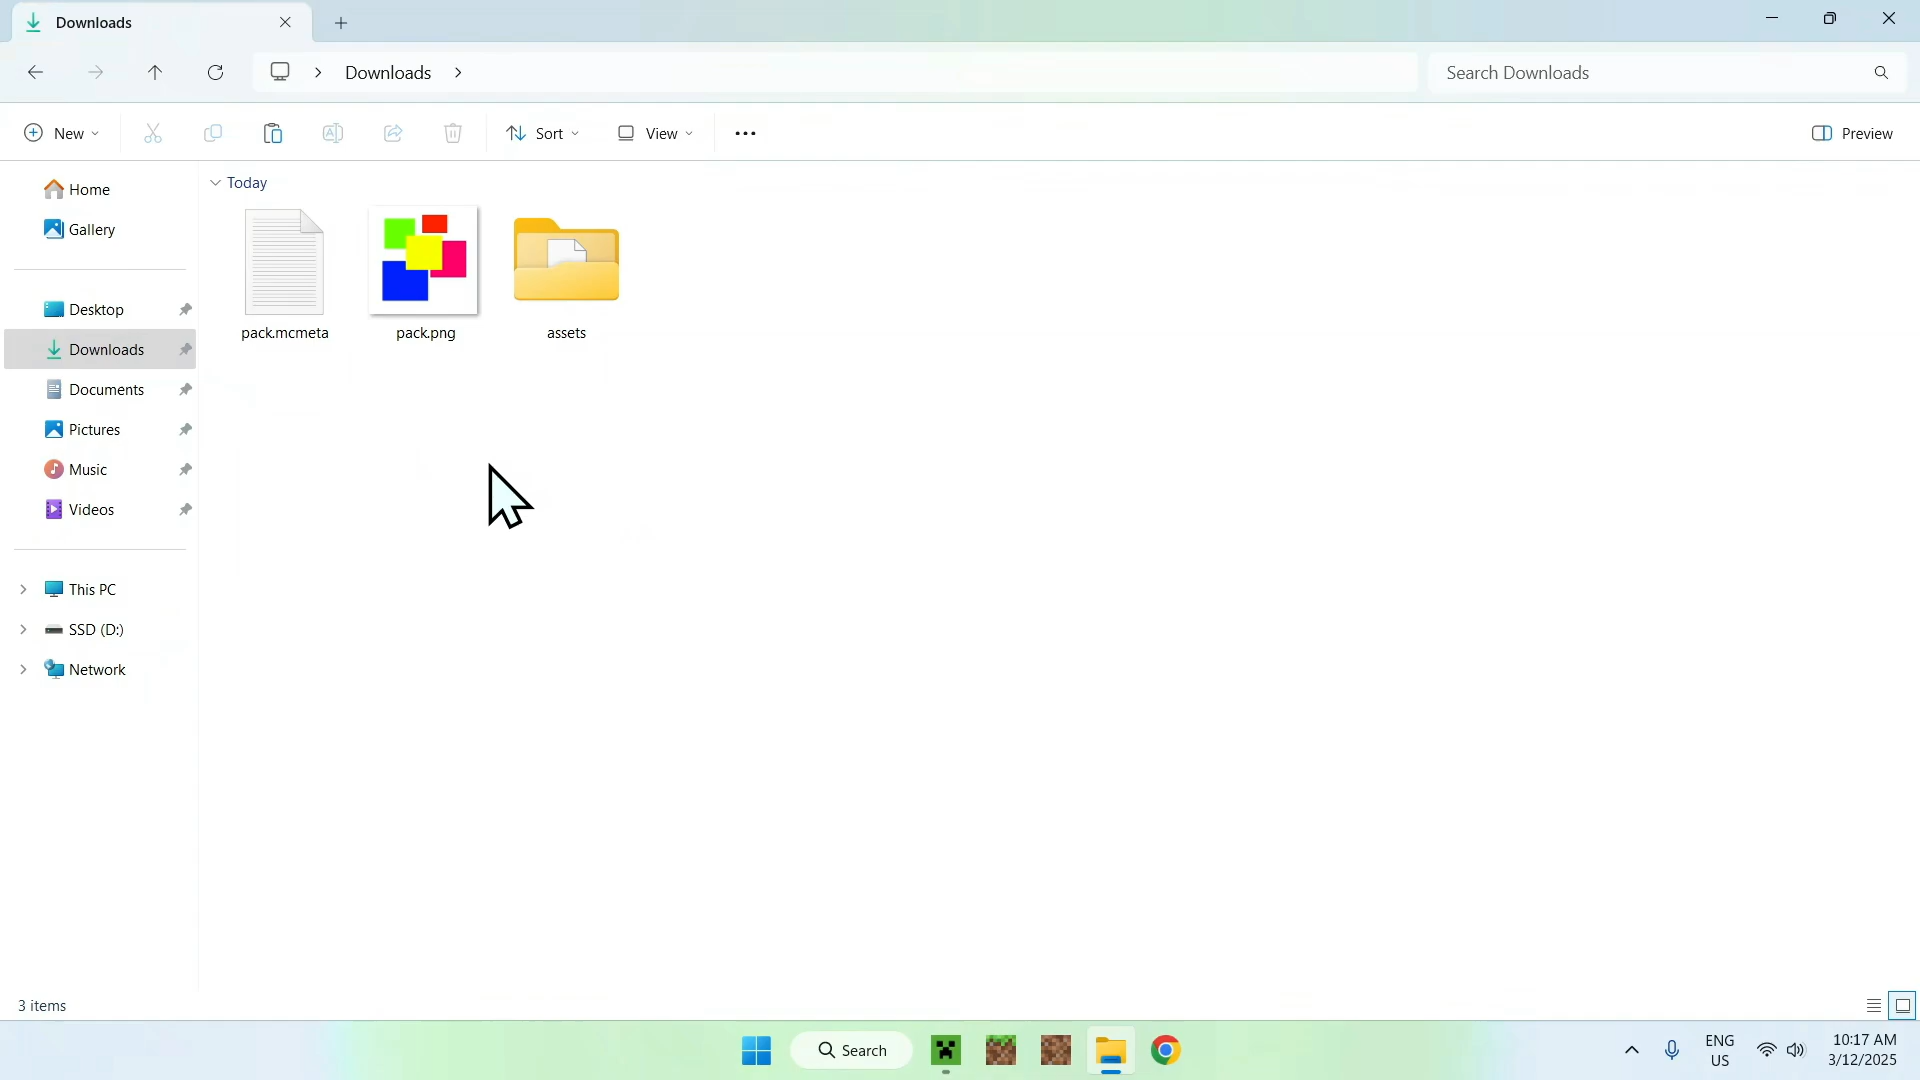 Downloads
Downloads
Search Downloads
New
Sort
View
Preview
Home
Gallery
Desktop
Downloads
Documents
Pictures
Music
Videos
This PC
SSD (D:)
Network
Today
pack.mcmeta
pack.png
assets
3 items
Search
ENG
US
10:17 AM
3/12/2025